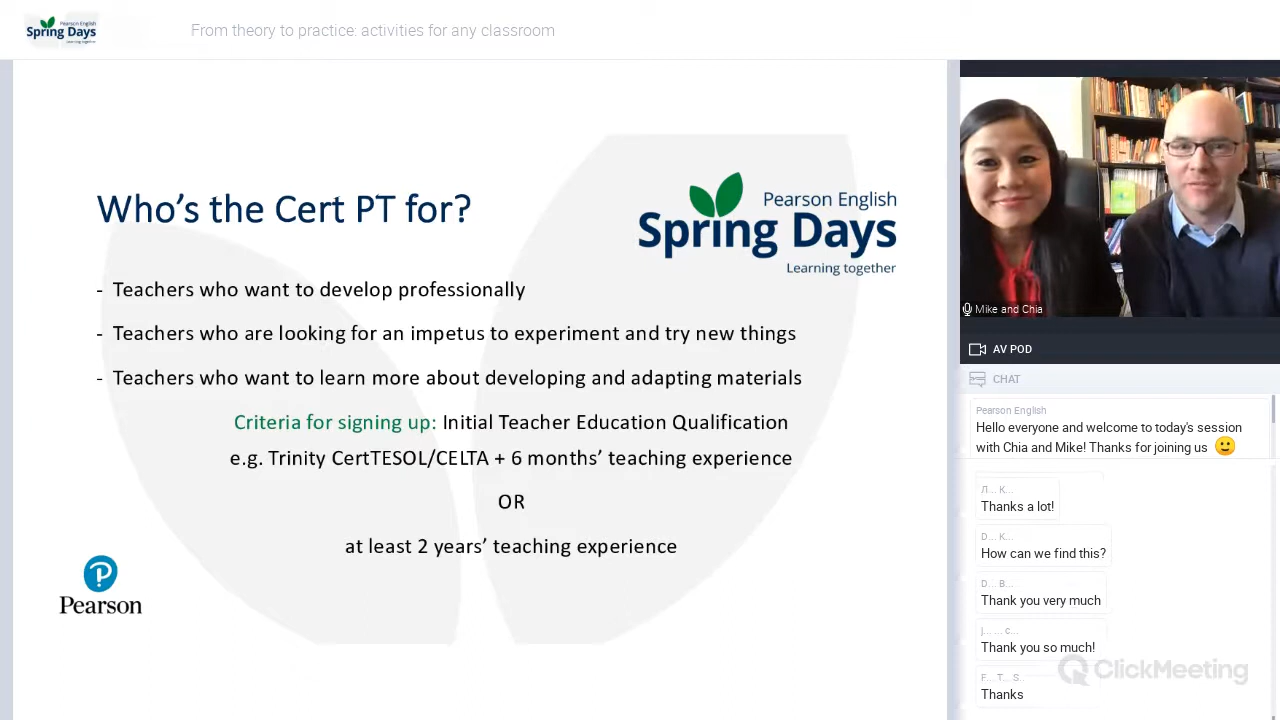 Pearson English
Spring Days
Learning together
From theory to practice: activities for any classroom
Who's the Cert PT for?
Pearson English
Spring Days
Learning together
- Teachers who want to develop professionally
- Teachers who are looking for an impetus to experiment and try new things
- Teachers who want to learn more about developing and adapting materials
Criteria for signing up: Initial Teacher Education Qualification
e.g. Trinity CertTESOL/CELTA + 6 months' teaching experience
OR
at least 2 years' teaching experience
Pearson
Mike and Chia
AV POD
CHAT
Pearson English
Hello everyone and welcome to today's session
with Chia and Mike! Thanks for joining us 🙂
Л... К...
Thanks a lot!
D... K...
How can we find this?
D... B...
Thank you very much
j... ... c...
Thank you so much!
F... T... S..
Thanks
ClickMeeting